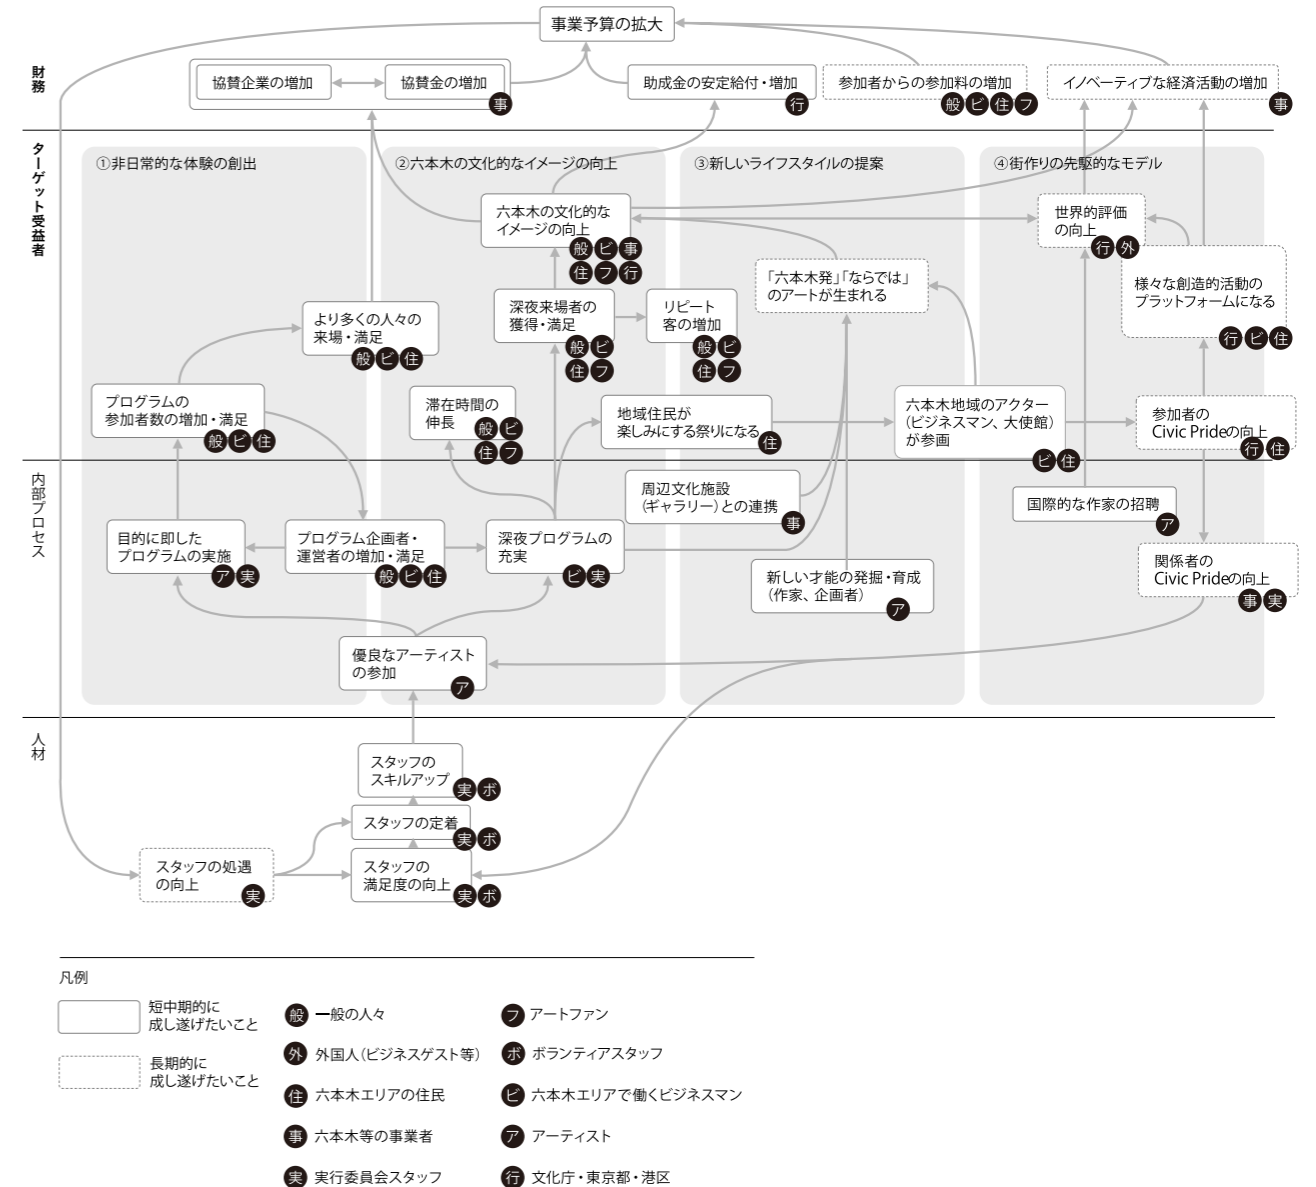 事業予算の拡大
財務
協賛企業の増加
協賛金の増加
事
助成金の安定給付・増加
行
参加者からの参加料の増加
般 ビ 住 フ
イノベーティブな経済活動の増加
事
ターゲット受益者
①非日常的な体験の創出
②六本木の文化的なイメージの向上
③新しいライフスタイルの提案
④街作りの先駆的なモデル
六本木の文化的な
イメージの向上
般 ビ 事
住 フ 行
世界的評価
の向上
行 外
「六本木発」「ならでは」
のアートが生まれる
様々な創造的活動の
プラットフォームになる
行 ビ 住
より多くの人々の
来場・満足
般 ビ 住
深夜来場者の
獲得・満足
般 ビ
住 フ
リピート
客の増加
般 ビ
住 フ
プログラムの
参加者数の増加・満足
般 ビ 住
滞在時間の
伸長
般 ビ
住 フ
地域住民が
楽しみにする祭りになる
住
六本木地域のアクター
（ビジネスマン、大使館）
が参画
ビ 住
参加者の
Civic Prideの向上
行 住
内部プロセス
周辺文化施設
（ギャラリー）との連携
事
国際的な作家の招聘
ア
目的に即した
プログラムの実施
ア 実
プログラム企画者・
運営者の増加・満足
般 ビ 住
深夜プログラムの
充実
ビ 実
新しい才能の発掘・育成
（作家、企画者）
ア
関係者の
Civic Prideの向上
事 実
優良なアーティスト
の参加
ア
人材
スタッフの
スキルアップ
実 ボ
スタッフの定着
実 ボ
スタッフの処遇
の向上
実
スタッフの
満足度の向上
実 ボ
凡例
短中期的に
成し遂げたいこと
長期的に
成し遂げたいこと
般 一般の人々
外 外国人（ビジネスゲスト等）
住 六本木エリアの住民
事 六本木等の事業者
実 実行委員会スタッフ
フ アートファン
ボ ボランティアスタッフ
ビ 六本木エリアで働くビジネスマン
ア アーティスト
行 文化庁・東京都・港区